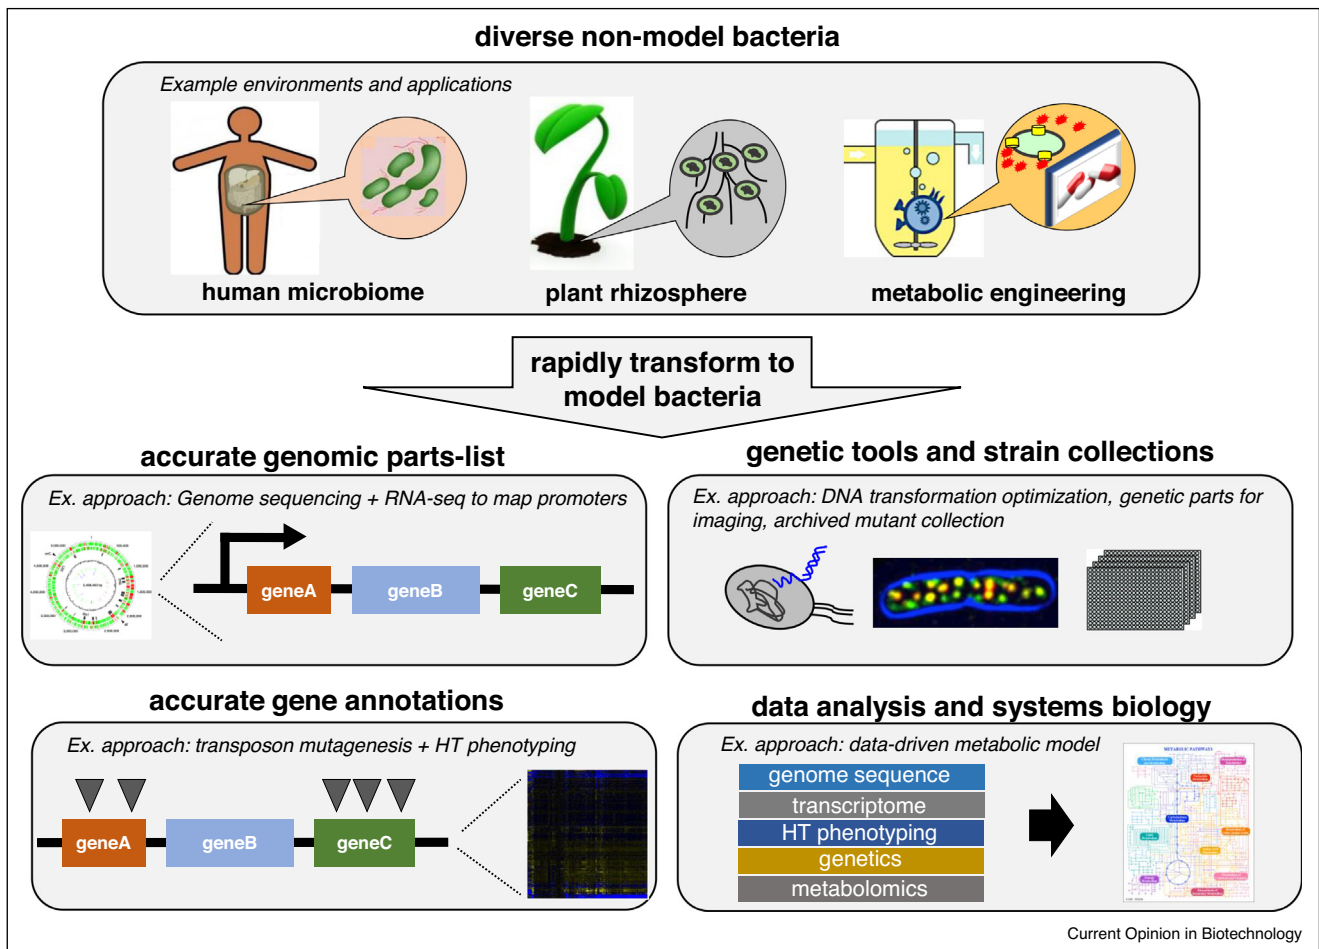 diverse non-model bacteria
Example environments and applications
human microbiome
plant rhizosphere
metabolic engineering
rapidly transform to
model bacteria
accurate genomic parts-list
Ex. approach: Genome sequencing + RNA-seq to map promoters
geneA
geneB
geneC
genetic tools and strain collections
Ex. approach: DNA transformation optimization, genetic parts for
imaging, archived mutant collection
accurate gene annotations
Ex. approach: transposon mutagenesis + HT phenotyping
geneA
geneB
geneC
data analysis and systems biology
Ex. approach: data-driven metabolic model
genome sequence
transcriptome
HT phenotyping
genetics
metabolomics
METABOLIC PATHWAY
Current Opinion in Biotechnology